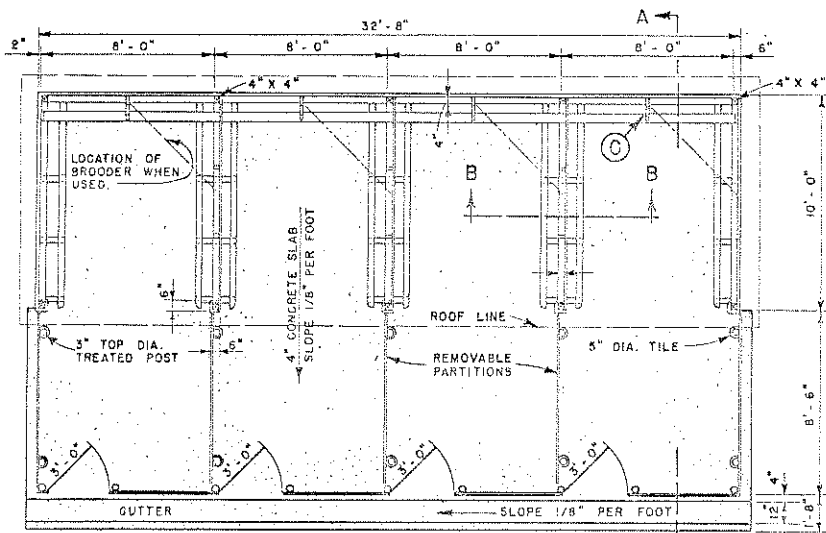 32'-8"
A
2"
8'-0"
8'-0"
8'-0"
8'-0"
6"
4" X 4"
4" X 4"
4"
C
LOCATION OF
BROODER WHEN
USED.
B
B
10'-0"
4" CONCRETE SLAB
SLOPE 1/8" PER FOOT
6"
ROOF LINE
3" TOP DIA.
TREATED POST
6"
5" DIA. TILE
REMOVABLE
PARTITIONS
8'-6"
3'-0"
3'-0"
3'-0"
3'-0"
4"
12"
1'-8"
GUTTER
SLOPE 1/8" PER FOOT